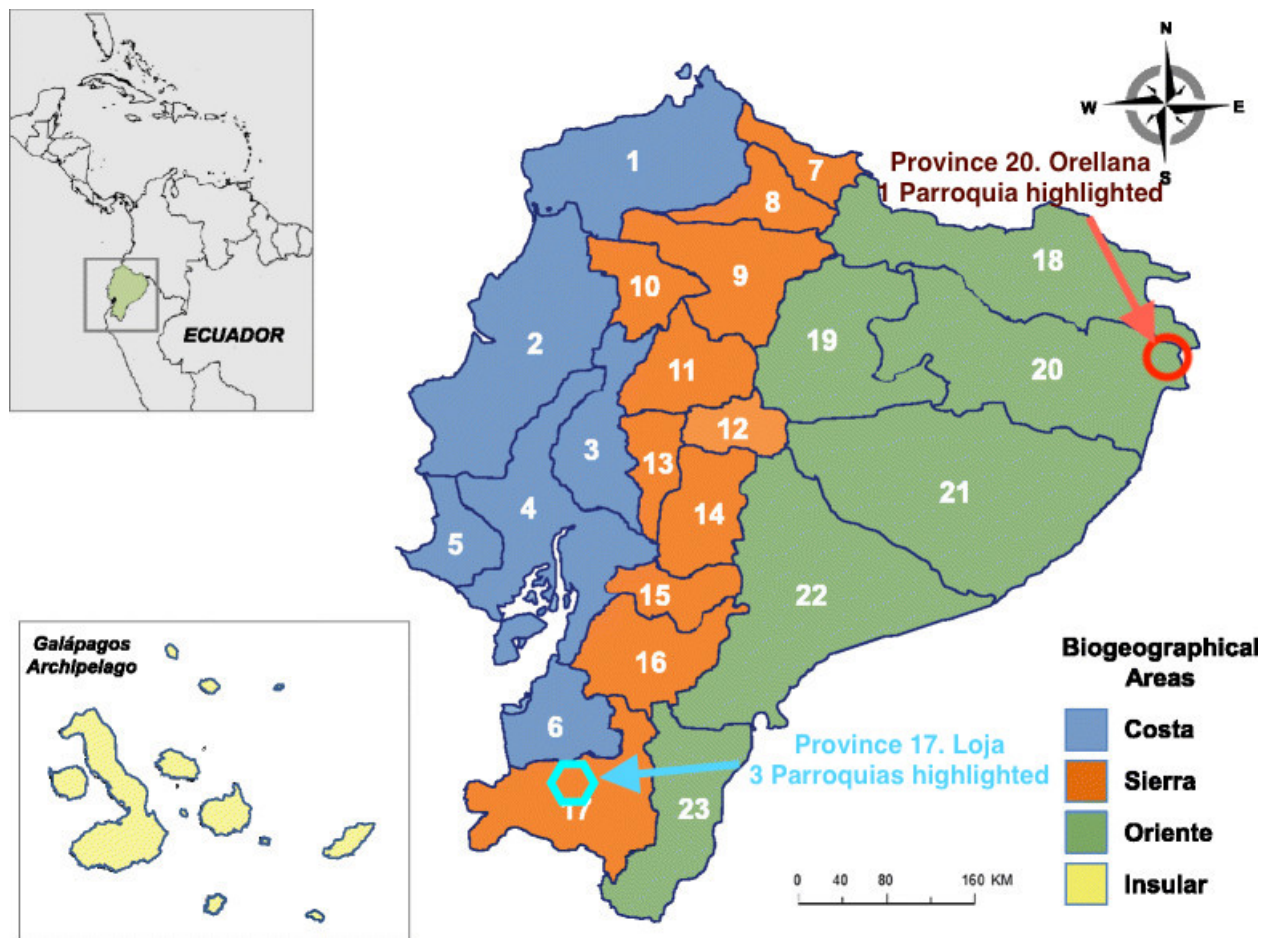 ECUADOR
N
W
E
S
Province 20. Orellana
1 Parroquia highlighted
1
7
8
18
9
10
2
19
20
11
12
3
13
21
4
14
5
15
22
16
6
17
23
Province 17. Loja
3 Parroquias highlighted
Galápagos
Archipelago
Biogeographical
Areas
Costa
Sierra
Oriente
Insular
0 40 80 160 KM